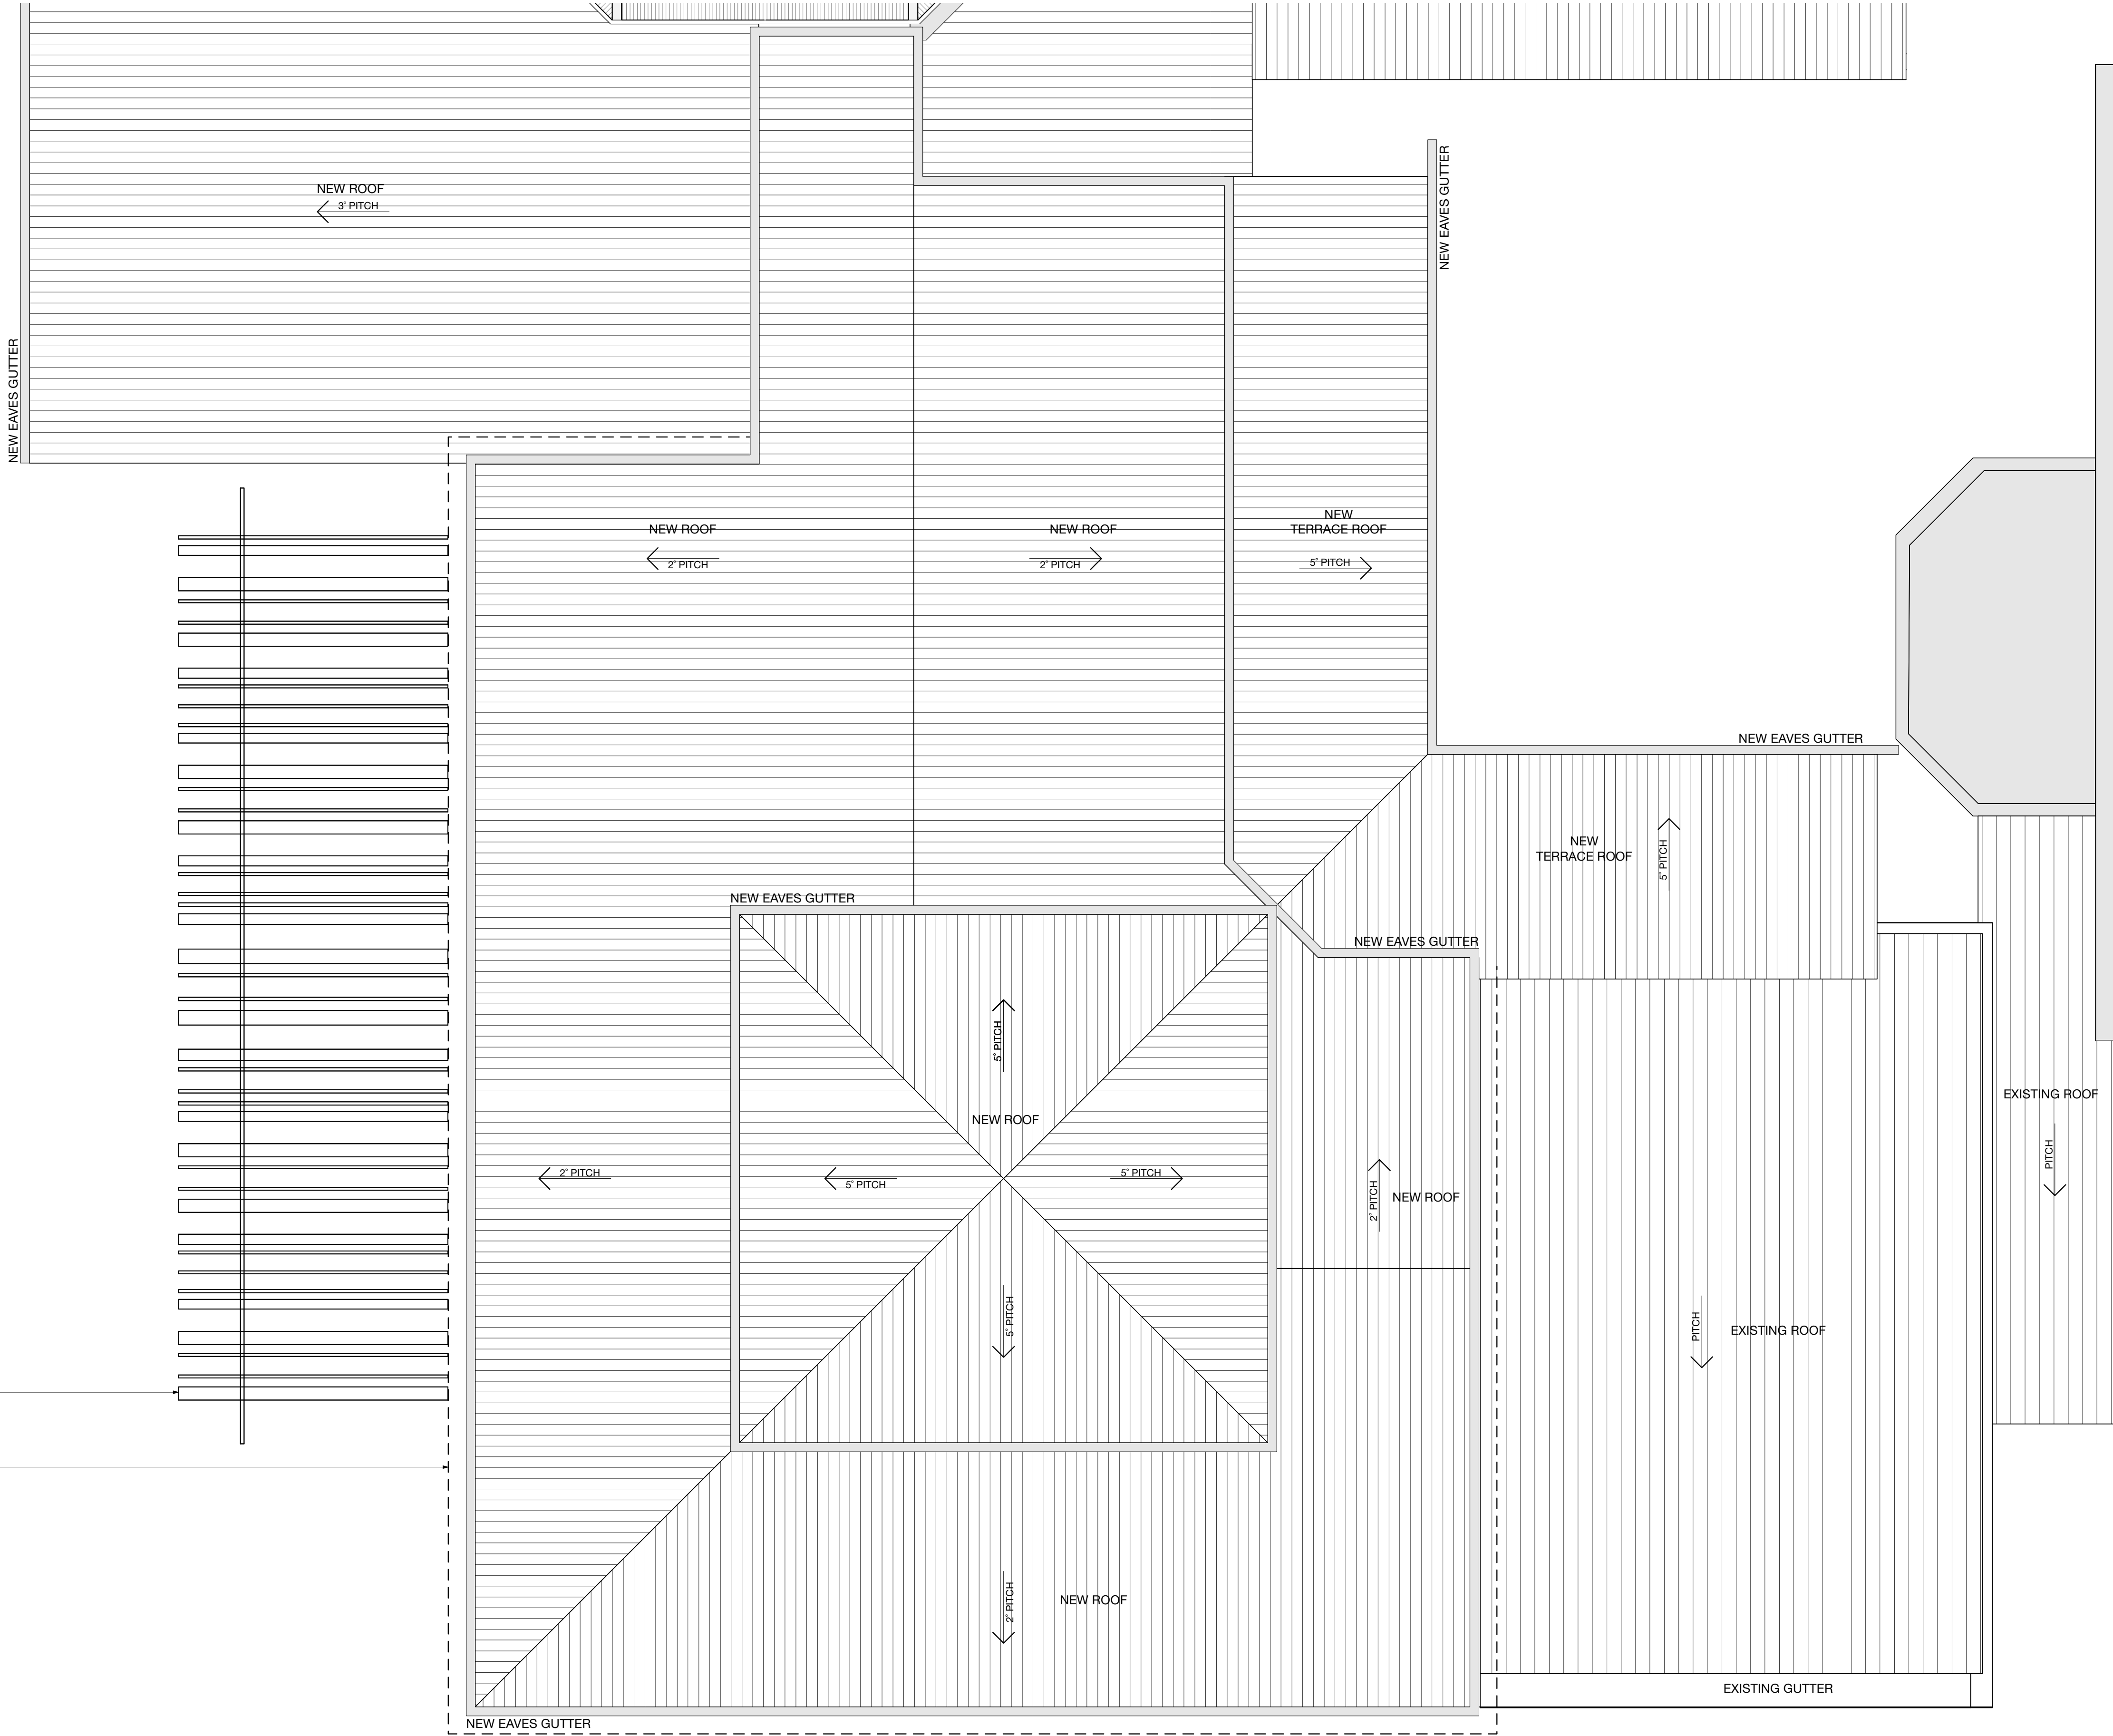 NEW ROOF
3° PITCH
NEW EAVES GUTTER
NEW EAVES GUTTER
NEW ROOF
2° PITCH
NEW ROOF
2° PITCH
NEW
TERRACE ROOF
5° PITCH
NEW EAVES GUTTER
NEW
TERRACE ROOF
5° PITCH
NEW EAVES GUTTER
NEW EAVES GUTTER
5° PITCH
NEW ROOF
2° PITCH
5° PITCH
5° PITCH
5° PITCH
2° PITCH
NEW ROOF
EXISTING ROOF
PITCH
PITCH
EXISTING ROOF
2° PITCH
NEW ROOF
EXISTING GUTTER
NEW EAVES GUTTER